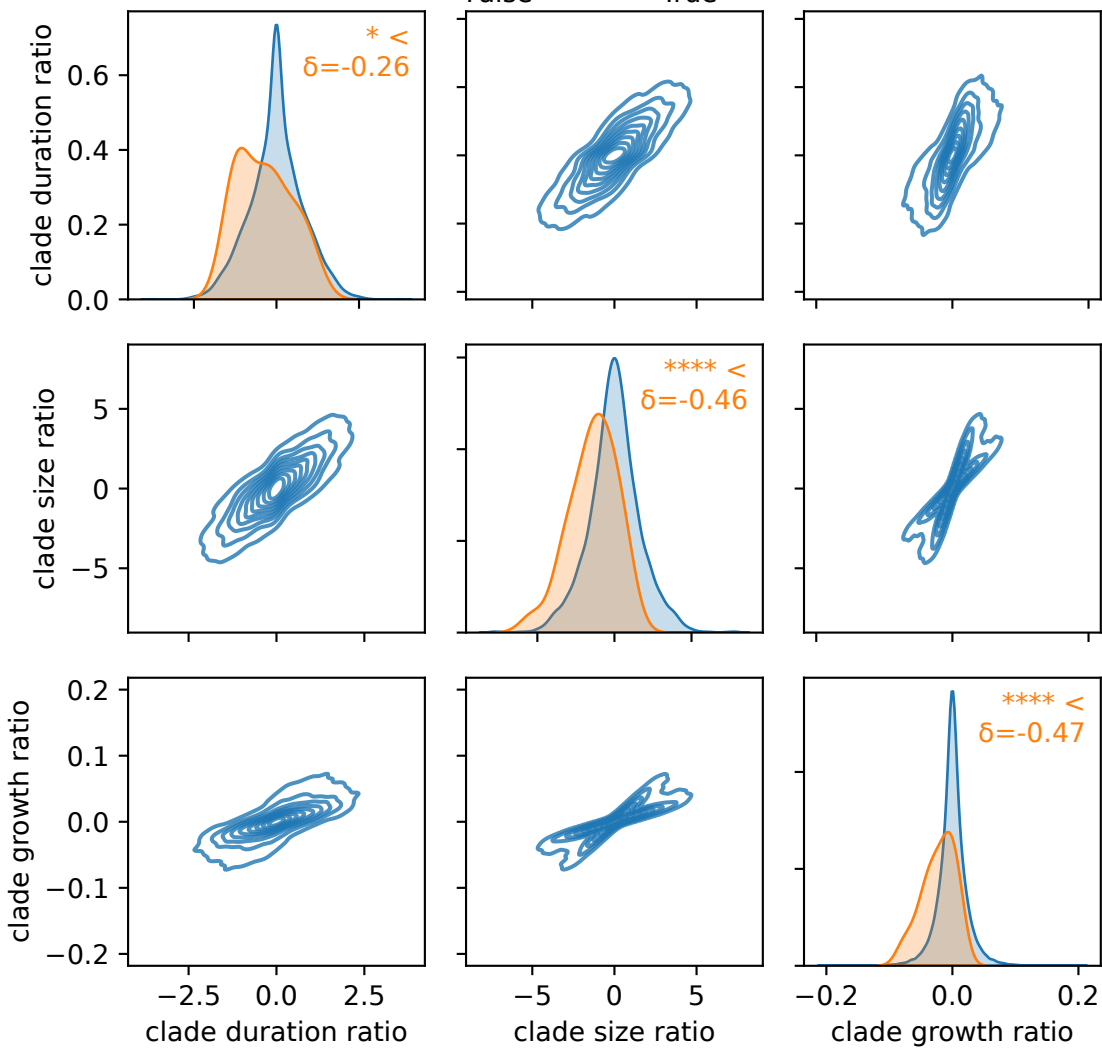 clade duration ratio
0.6
0.4
0.2
0.0
* <
δ=-0.26
clade size ratio
5
0
−5
**** <
δ=-0.46
clade growth ratio
0.2
0.1
0.0
−0.1
−0.2
**** <
δ=-0.47
−2.5 0.0 2.5
−5 0 5
−0.2 0.0 0.2
clade duration ratio
clade size ratio
clade growth ratio